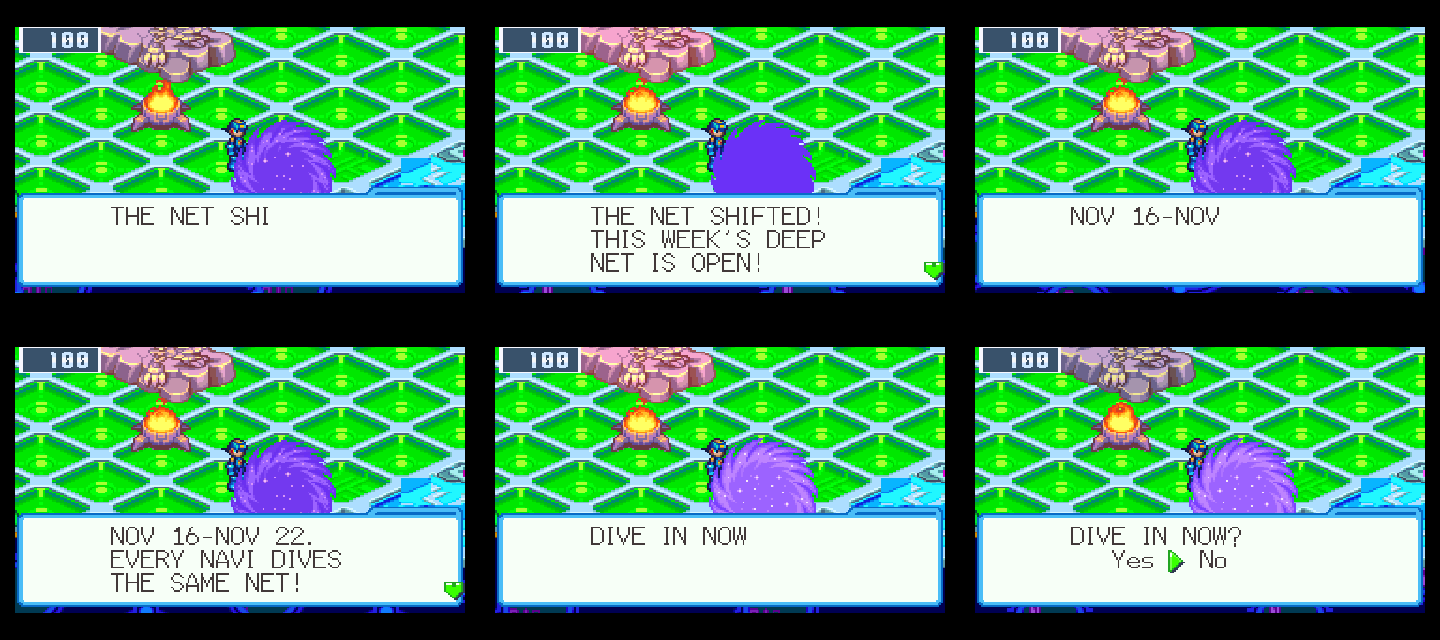 100
THE NET SHI
100
THE NET SHIFTED!
THIS WEEK'S DEEP
NET IS OPEN!
100
NOV 16-NOV
100
NOV 16-NOV 22.
EVERY NAVI DIVES
THE SAME NET!
100
DIVE IN NOW
100
DIVE IN NOW?
Yes No